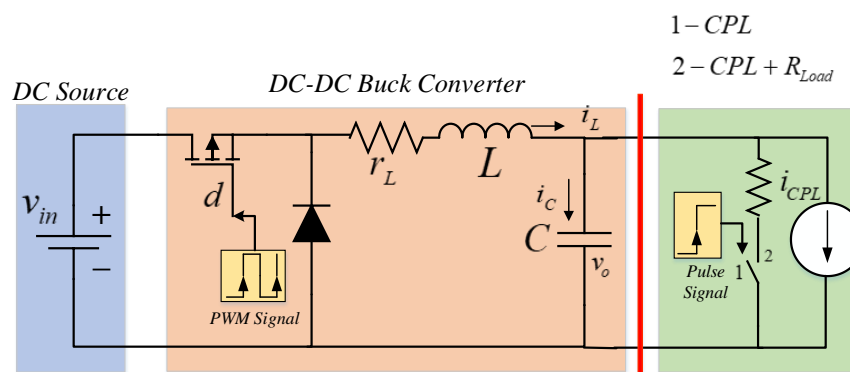 1-CPL
2-CPL + R_Load
DC-DC Buck Converter
DC Source
i_L
r_L
L
i_CPL
v_in
+
−
d
i_C
C
v_o
1
2
Pulse
Signal
PWM Signal